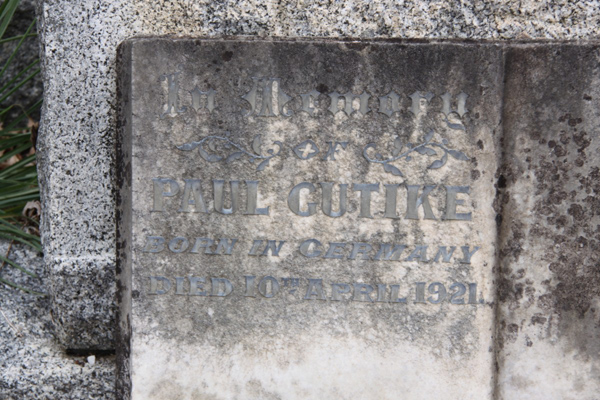 In Memory
OF
PAUL GUTIKE
BORN IN GERMANY
DIED 10TH APRIL 1921.